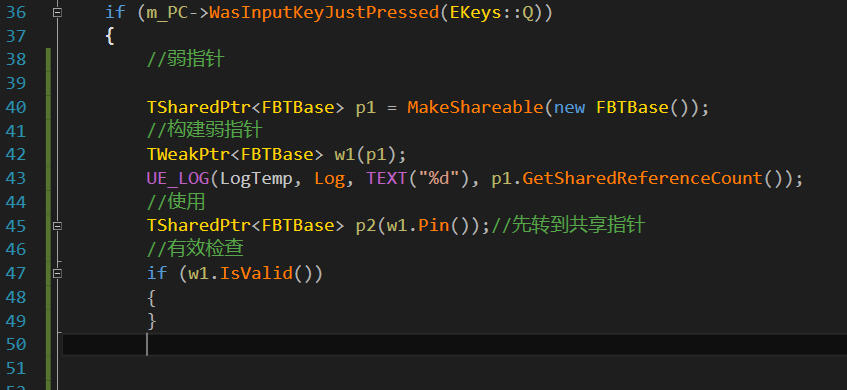 36 if (m_PC->WasInputKeyJustPressed(EKeys::Q))
37 {
38 //弱指针
39
40 TSharedPtr<FBTBase> p1 = MakeShareable(new FBTBase());
41 //构建弱指针
42 TWeakPtr<FBTBase> w1(p1);
43 UE_LOG(LogTemp, Log, TEXT("%d"), p1.GetSharedReferenceCount());
44 //使用
45 TSharedPtr<FBTBase> p2(w1.Pin());//先转到共享指针
46 //有效检查
47 if (w1.IsValid())
48 {
49 }
50
51